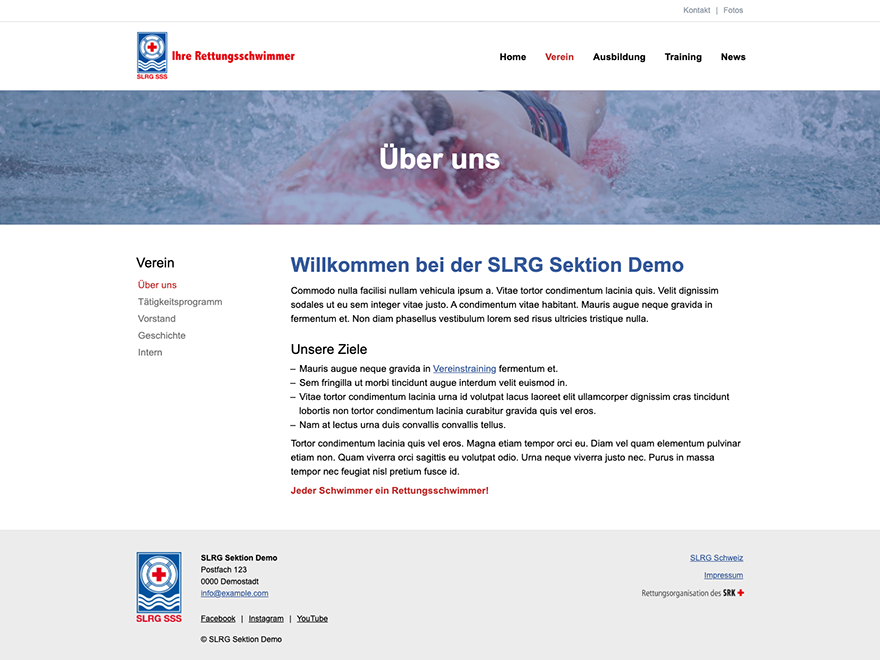 Kontakt | Fotos
SLRG SSS
Ihre Rettungsschwimmer
Home Verein Ausbildung Training News
Über uns
Verein
Über uns
Tätigkeitsprogramm
Vorstand
Geschichte
Intern
Willkommen bei der SLRG Sektion Demo
Commodo nulla facilisi nullam vehicula ipsum a. Vitae tortor condimentum lacinia quis. Velit dignissim
sodales ut eu sem integer vitae justo. A condimentum vitae habitant. Mauris augue neque gravida in
fermentum et. Non diam phasellus vestibulum lorem sed risus ultricies tristique nulla.
Unsere Ziele
– Mauris augue neque gravida in Vereinstraining fermentum et.
– Sem fringilla ut morbi tincidunt augue interdum velit euismod in.
– Vitae tortor condimentum lacinia urna id volutpat lacus laoreet elit ullamcorper dignissim cras tincidunt
lobortis non tortor condimentum lacinia curabitur gravida quis vel eros.
– Nam at lectus urna duis convallis convallis tellus.
Tortor condimentum lacinia quis vel eros. Magna etiam tempor orci eu. Diam vel quam elementum pulvinar
etiam non. Quam viverra orci sagittis eu volutpat odio. Urna neque viverra justo nec. Purus in massa
tempor nec feugiat nisl pretium fusce id.
Jeder Schwimmer ein Rettungsschwimmer!
SLRG SSS
SLRG Sektion Demo
Postfach 123
0000 Demostadt
info@example.com
Facebook | Instagram | YouTube
© SLRG Sektion Demo
SLRG Schweiz
Impressum
Rettungsorganisation des SRK